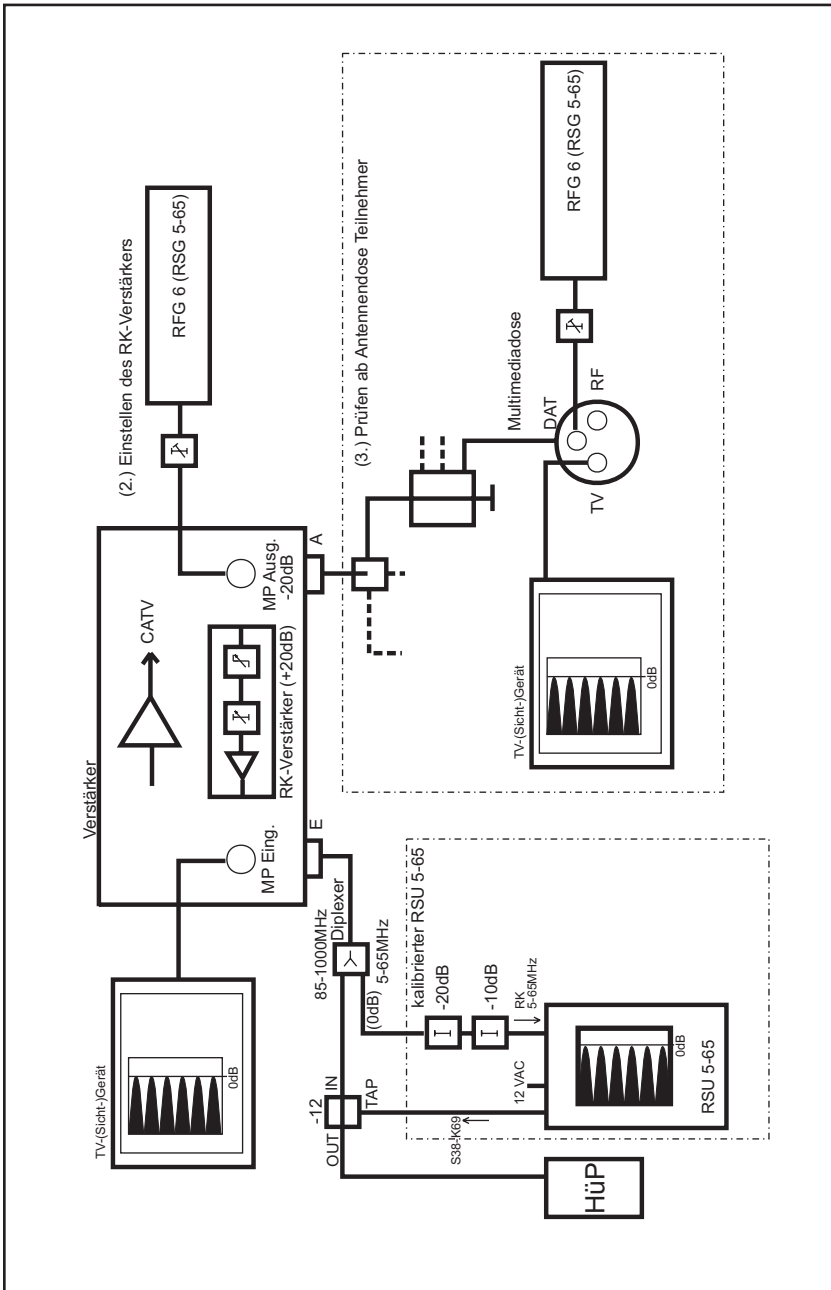 (2.) Einstellen des RK-Verstärkers
RFG 6 (RSG 5-65)
Verstärker
CATV
MP Ausg.
-20dB
A
RK-Verstärker (+20dB)
MP Eing.
E
TV-(Sicht-)Gerät
0dB
(3.) Prüfen ab Antennendose Teilnehmer
RFG 6 (RSG 5-65)
Multimediadose
DAT
RF
TV
TV-(Sicht-)Gerät
0dB
85-1000MHz
Diplexer
5-65MHz
(0dB)
-12
IN
OUT
TAP
kalibrierter RSU 5-65
-20dB
-10dB
RK
5-65MHz
12 VAC
S38-K69
0dB
RSU 5-65
HüP